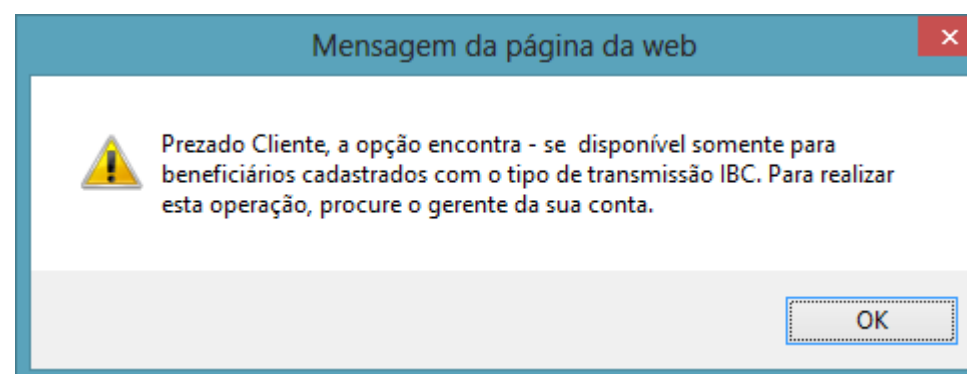 Mensagem da página da web
Prezado Cliente, a opção encontra - se  disponível somente para
beneficiários cadastrados com o tipo de transmissão IBC. Para realizar
esta operação, procure o gerente da sua conta.
OK